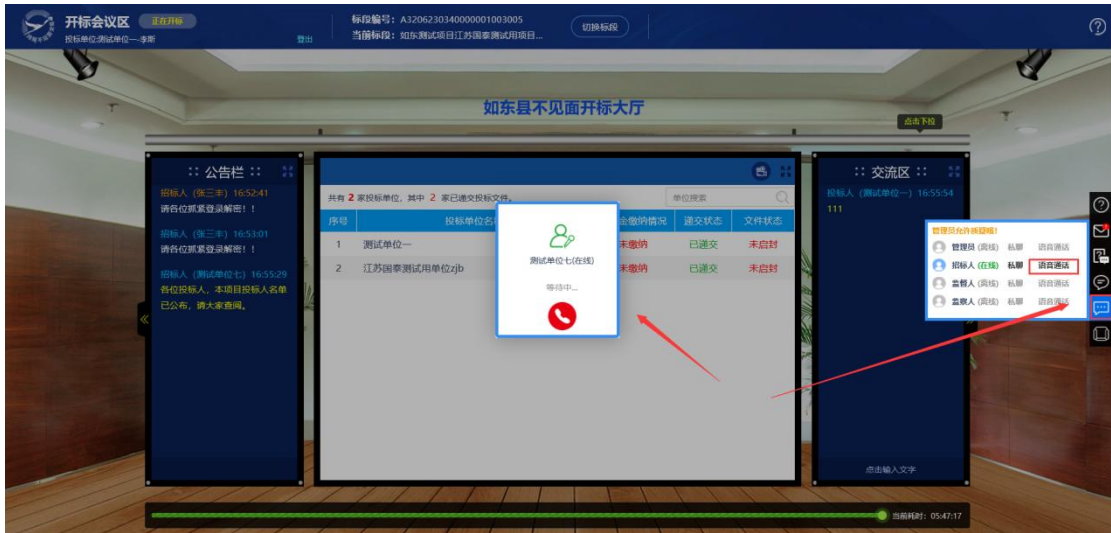 开标会议区 正在开标
投标单位:测试单位一-李斯 登出
标段编号：A3206230340000001003005
当前标段：如东测试项目江苏国泰测试用项目...
切换标段
如东县不见面开标大厅
点击下拉
:: 公告栏 ::
招标人（张三丰）16:52:41
请各位抓紧登录解密！！
招标人（张三丰）16:53:01
请各位抓紧登录解密！！
招标人（测试单位七）16:55:29
各位投标人，本项目投标人名单
已公布，请大家查阅。
共有 2 家投标单位，其中 2 家已递交投标文件。 单位搜索
序号 投标单位名 金缴纳情况 递交状态 文件状态
1 测试单位一 未缴纳 已递交 未启封
2 江苏国泰测试用单位zjb 未缴纳 已递交 未启封
测试单位七(在线)
等待中...
:: 交流区 ::
投标人（测试单位一）16:55:54
111
管理员允许质疑啦!
管理员 (离线) 私聊 语音通话
招标人 (在线) 私聊 语音通话
监督人 (离线) 私聊 语音通话
监察人 (离线) 私聊 语音通话
点击输入文字
当前耗时：05:47:17